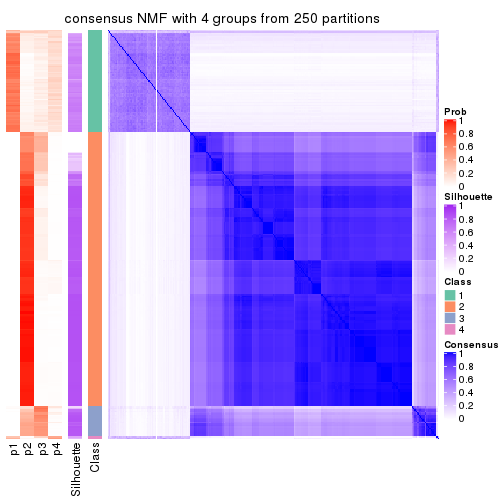 consensus NMF with 4 groups from 250 partitions
Prob
1
0.8
0.6
0.4
0.2
0
Silhouette
1
0.8
0.6
0.4
0.2
0
Class
1
2
3
4
Consensus
1
0.8
0.6
0.4
0.2
0
p1
p2
p3
p4
Silhouette
Class